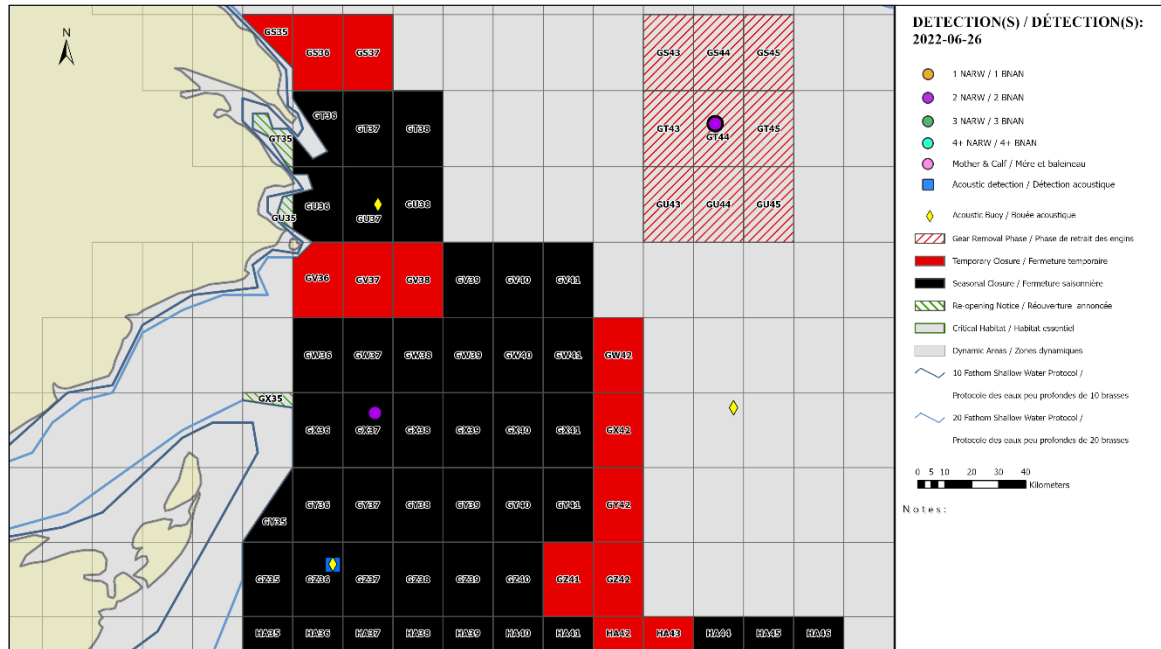 N
GS35
GS36
GS37
GS43
GS44
GS45
GT36
GT35
GT37
GT38
GT43
GT44
GT45
GU35
GU36
GU37
GU38
GU43
GU44
GU45
GV36
GV37
GV38
GV39
GV40
GV41
GW36
GW37
GW38
GW39
GW40
GW41
GW42
GX35
GX36
GX37
GX38
GX39
GX40
GX41
GX42
GY35
GY36
GY37
GY38
GY39
GY40
GY41
GY42
GZ35
GZ36
GZ37
GZ38
GZ39
GZ40
GZ41
GZ42
HA35
HA36
HA37
HA38
HA39
HA40
HA41
HA42
HA43
HA44
HA45
HA46
DETECTION(S) / DÉTECTION(S):
2022-06-26
1 NARW / 1 BNAN
2 NARW / 2 BNAN
3 NARW / 3 BNAN
4+ NARW / 4+ BNAN
Mother & Calf / Mére et baleineau
Acoustic detection / Détection acoustique
Acoustic Buoy / Bouée acoustique
Gear Removal Phase / Phase de retrait des engins
Temporary Closure / Fermeture temporaire
Seasonal Closure / Fermeture saisonnière
Re-opening Notice / Réouverture annoncée
Critical Habitat / Habitat essentiel
Dynamic Areas / Zones dynamiques
10 Fathom Shallow Water Protocol /
Protocole des eaux peu profondes de 10 brasses
20 Fathom Shallow Water Protocol /
Protocole des eaux peu profondes de 20 brasses
0 5 10 20 30 40
Kilometers
Notes: